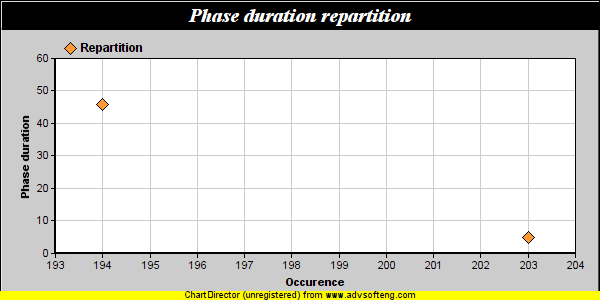 Phase duration repartition
Repartition
60
50
40
30
20
10
0
Phase duration
193 194 195 196 197 198 199 200 201 202 203 204
Occurence
ChartDirector (unregistered) from www.advsofteng.com